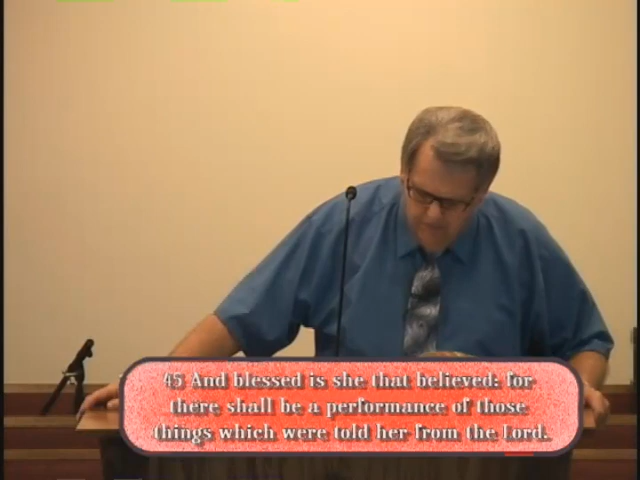 45 And blessed is she that believed: for
there shall be a performance of those
things which were told her from the Lord.